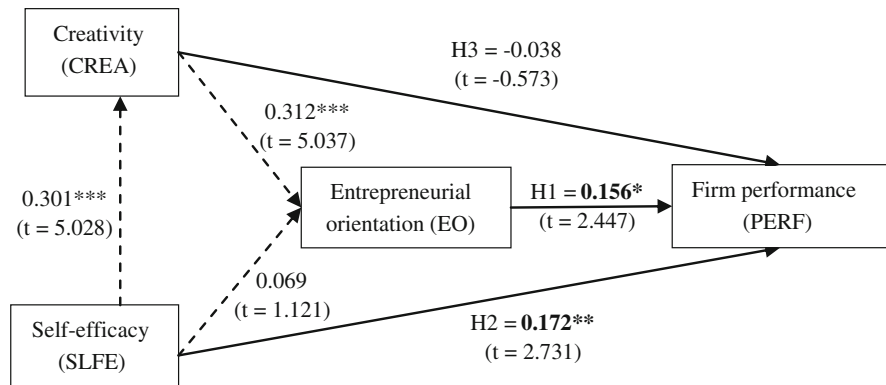 Creativity
(CREA)
H3 = -0.038
(t = -0.573)
0.312***
(t = 5.037)
0.301***
(t = 5.028)
Entrepreneurial
orientation (EO)
H1 = 0.156*
(t = 2.447)
Firm performance
(PERF)
0.069
(t = 1.121)
Self-efficacy
(SLFE)
H2 = 0.172**
(t = 2.731)